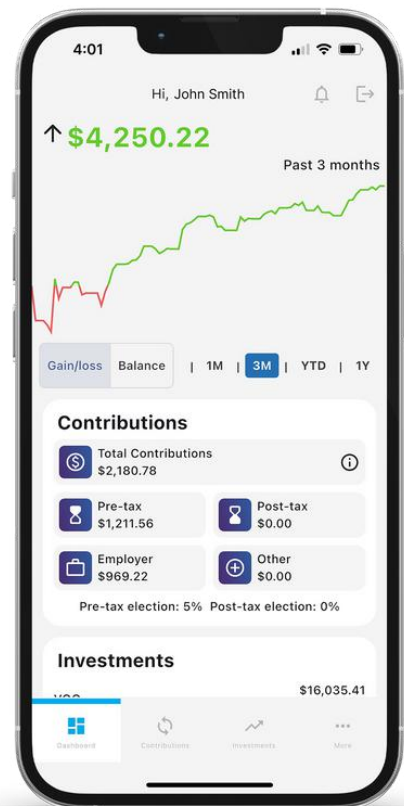 4:01
Hi, John Smith
$4,250.22
Past 3 months
Gain/loss Balance | 1M | 3M | YTD | 1Y
Contributions
Total Contributions
$2,180.78
Pre-tax
$1,211.56
Post-tax
$0.00
Employer
$969.22
Other
$0.00
Pre-tax election: 5% Post-tax election: 0%
Investments
$16,035.41
Dashboard
Contributions
Investments
More